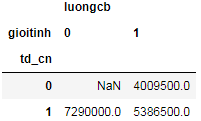 luongcb
gioitinh 0 1
td_cn
0 NaN 4009500.0
1 7290000.0 5386500.0